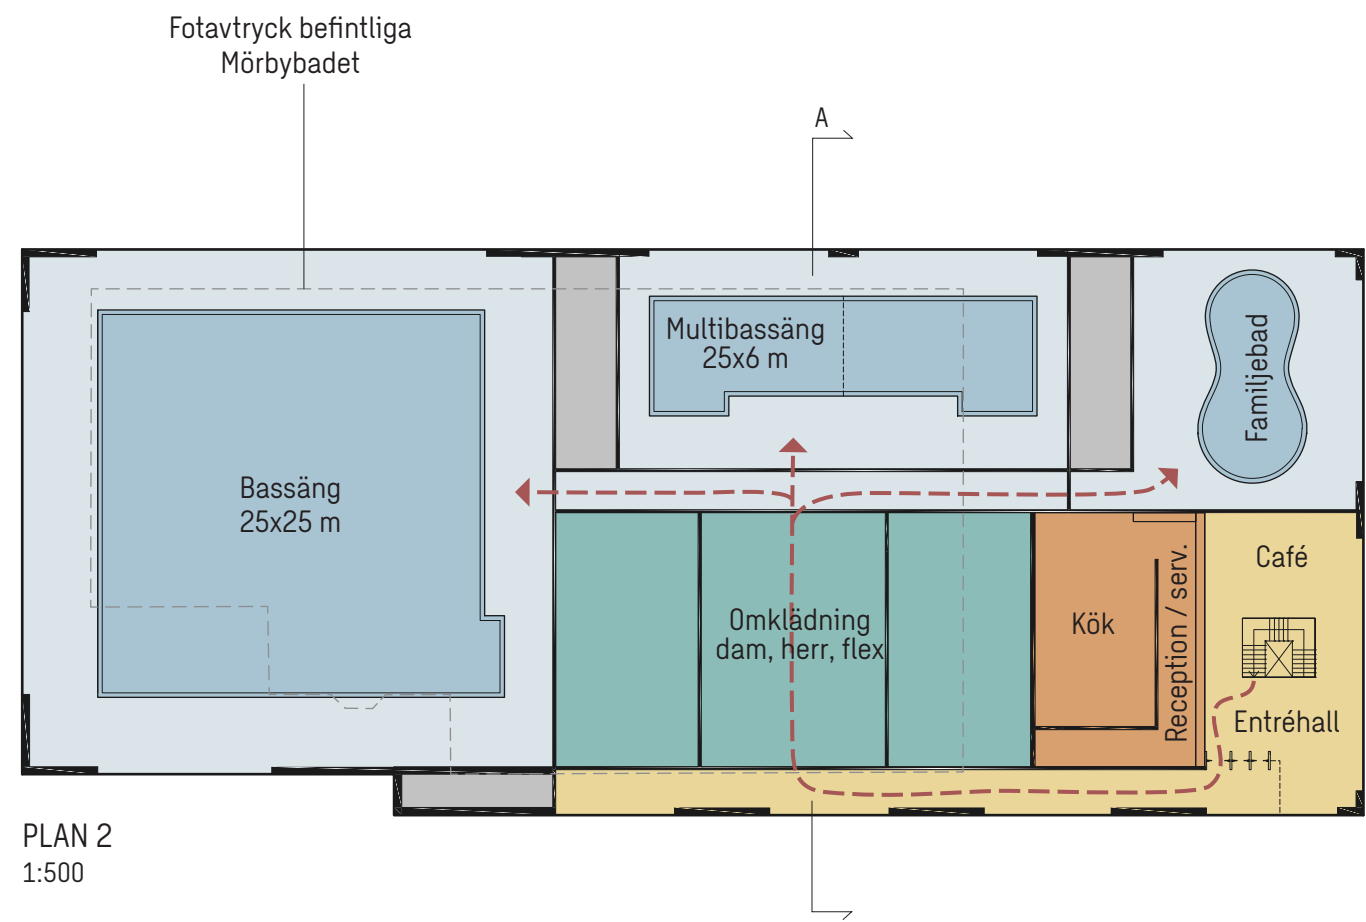 Fotavtryck befintliga
Mörbybadet
A
Multibassäng
25x6 m
Familjebad
Bassäng
25x25 m
Omklädning
dam, herr, flex
Kök
Reception / serv.
Café
Entréhall
PLAN 2
1:500